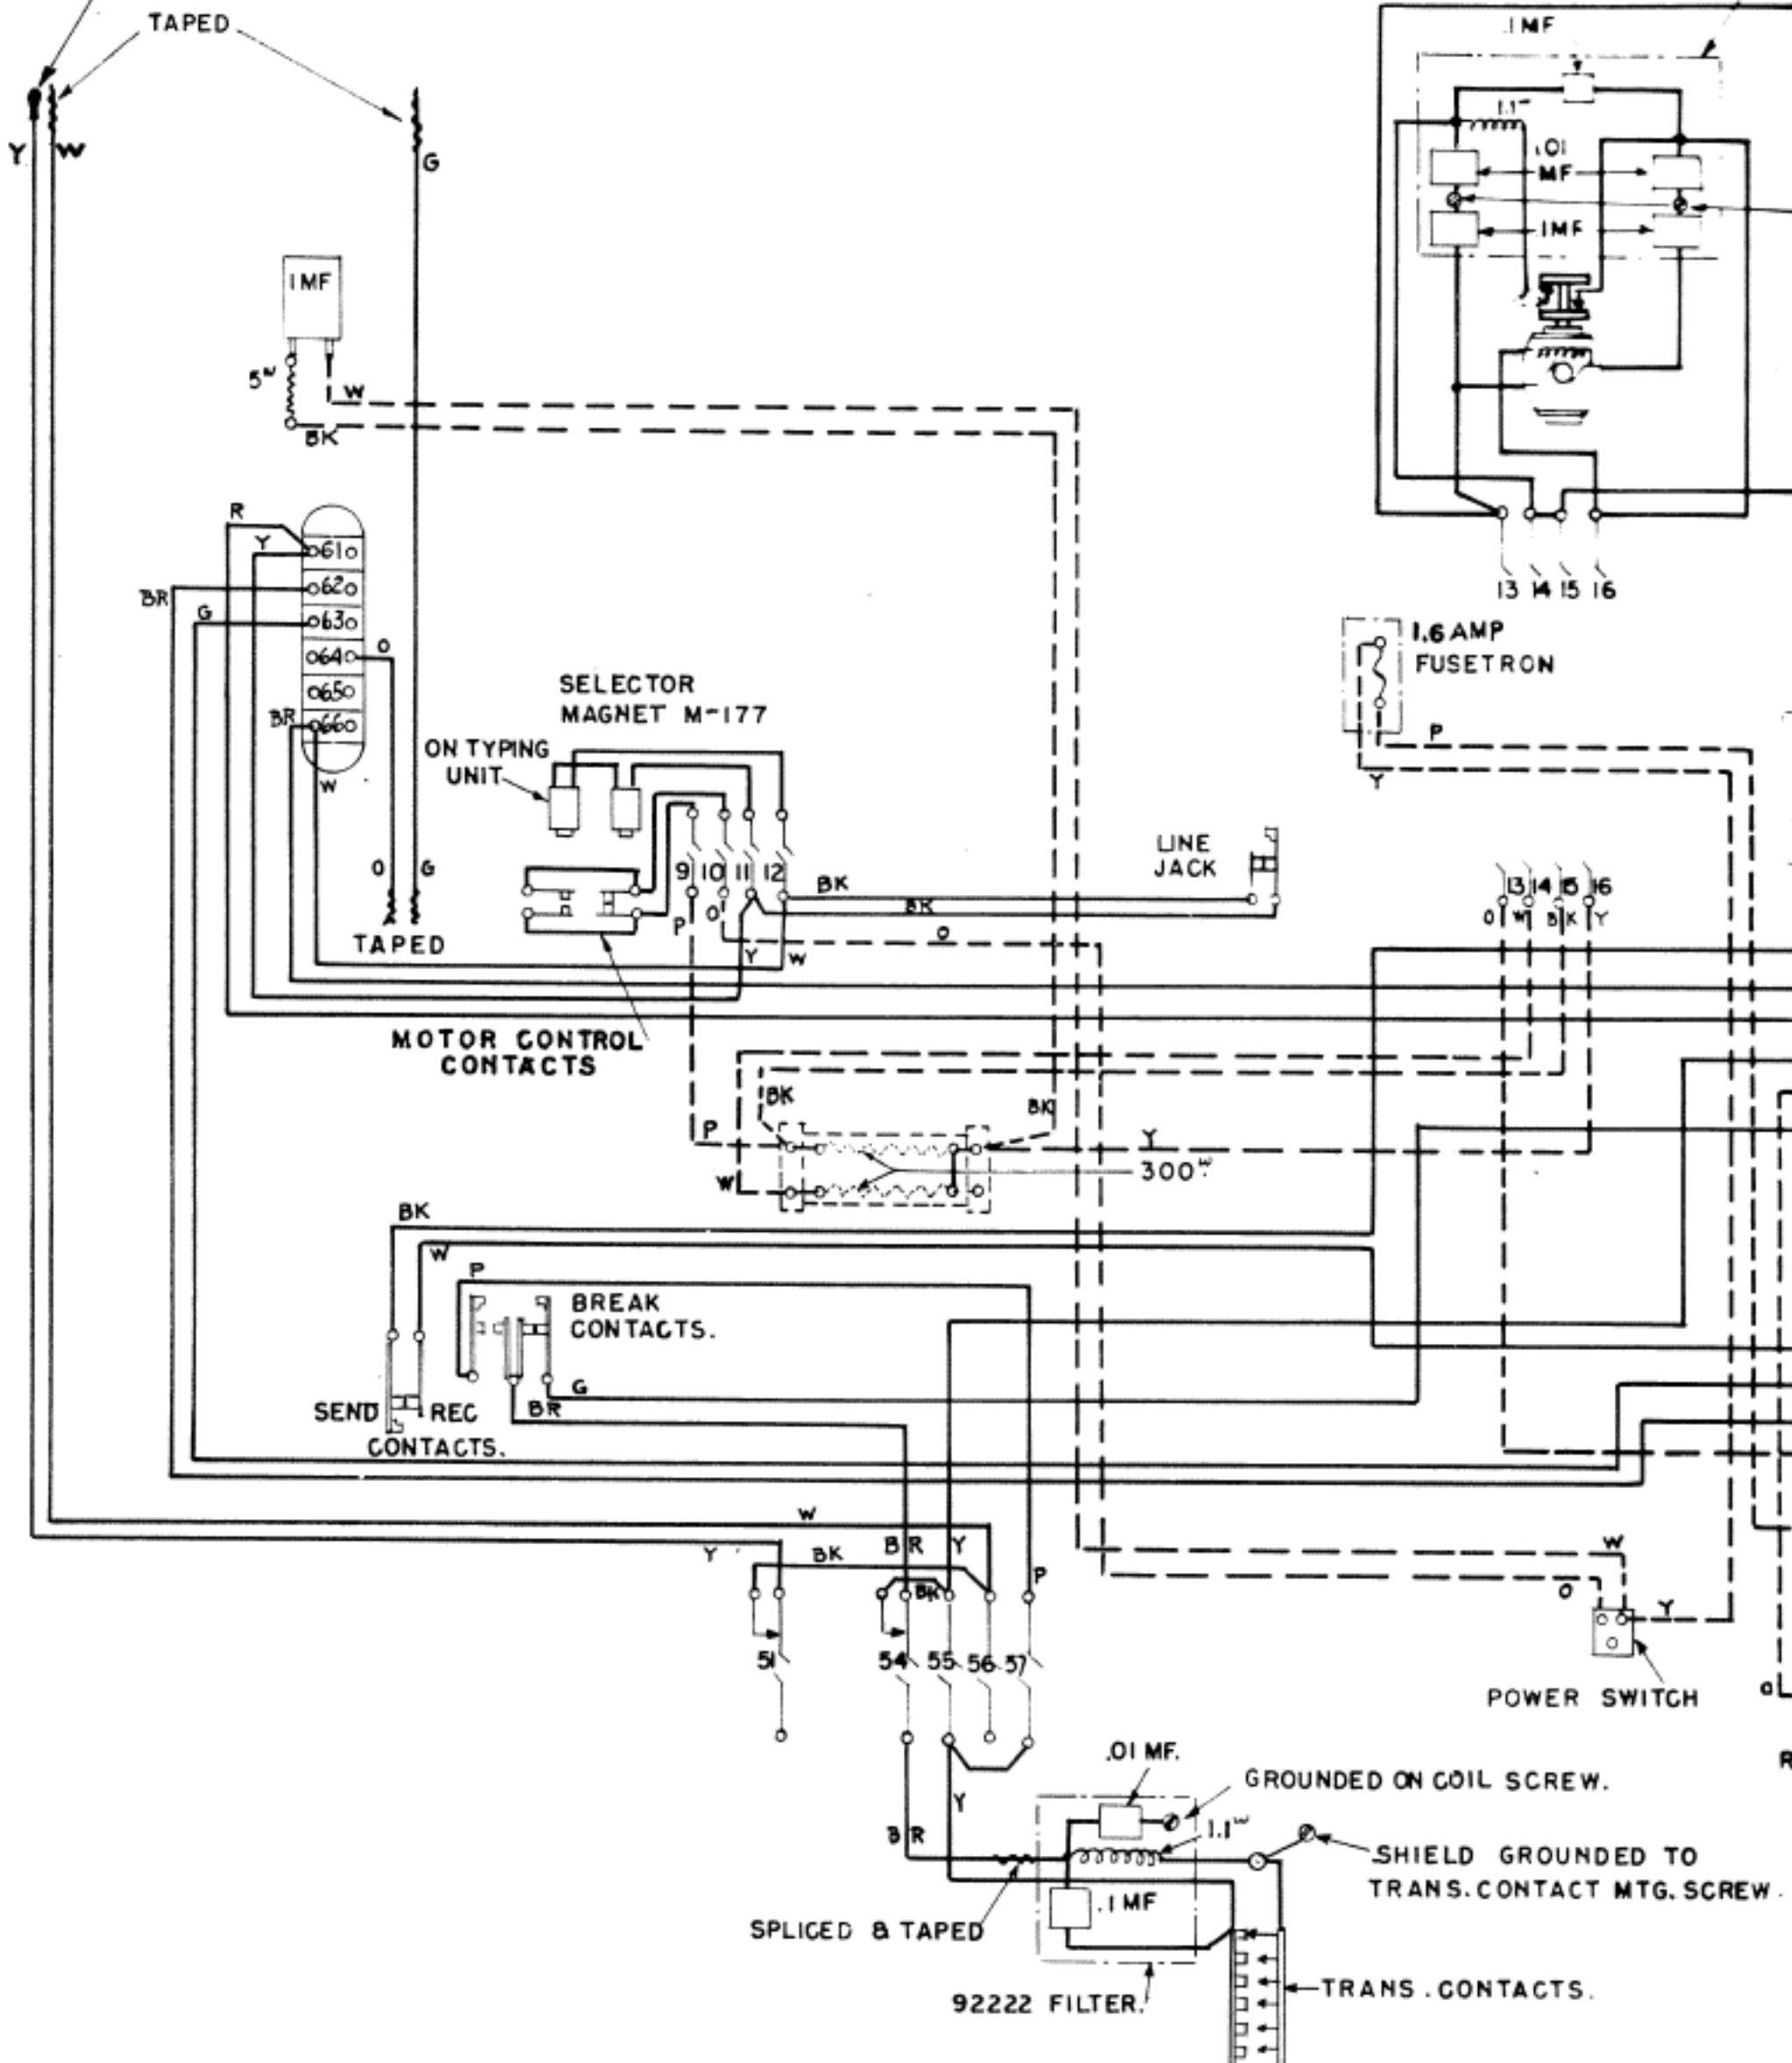 TAPED
.1MF
Y
W
G
1.1"
.01
MF
.1MF
1MF
5ω
W
BK
R
Y
61
BR
62
G
63
64
O
65
BR
66
W
13 14 15 16
1.6 AMP
FUSETRON
P
Y
SELECTOR
MAGNET M-177
ON TYPING
UNIT
LINE
JACK
O
G
9 10 11 12
BK
BK
13 14 15 16
O W BK Y
TAPED
P
O
O
Y
W
MOTOR CONTROL
CONTACTS
BK
BK
P
Y
W
300ω
BK
W
P
BREAK
CONTACTS.
G
BR
SEND
REC
CONTACTS.
W
Y
BK
BR
Y
W
BK
P
O
Y
51
54 55 56 57
POWER SWITCH
a
R
.01 MF.
GROUNDED ON COIL SCREW.
Y
BR
1.1ω
SHIELD GROUNDED TO
TRANS. CONTACT MTG. SCREW.
.1 MF
SPLICED & TAPED
92222 FILTER.
TRANS. CONTACTS.